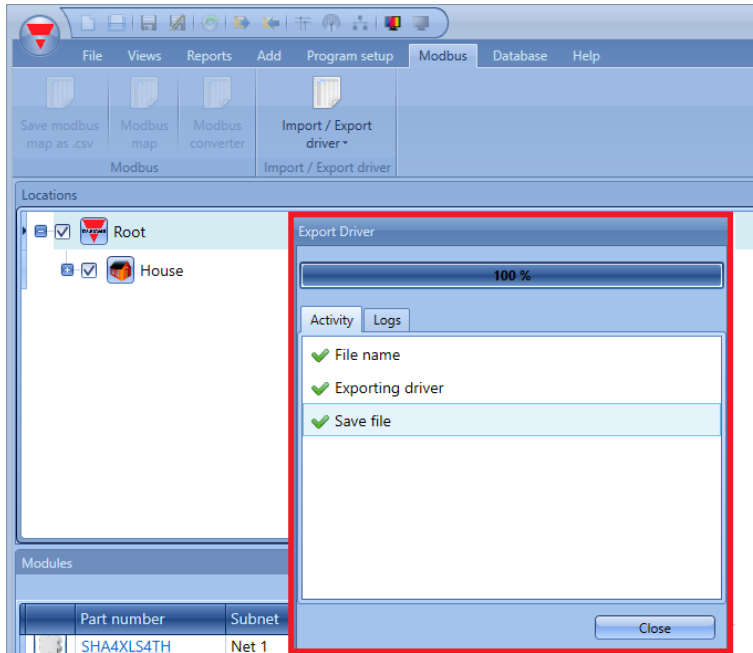 File Views Reports Add Program setup Modbus Database Help
Save modbus map as .csv
Modbus map
Modbus converter
Import / Export driver
Modbus
Import / Export driver
Locations
Root
House
Export Driver
100 %
Activity Logs
File name
Exporting driver
Save file
Close
Modules
Part number Subnet
SHA4XLS4TH Net 1